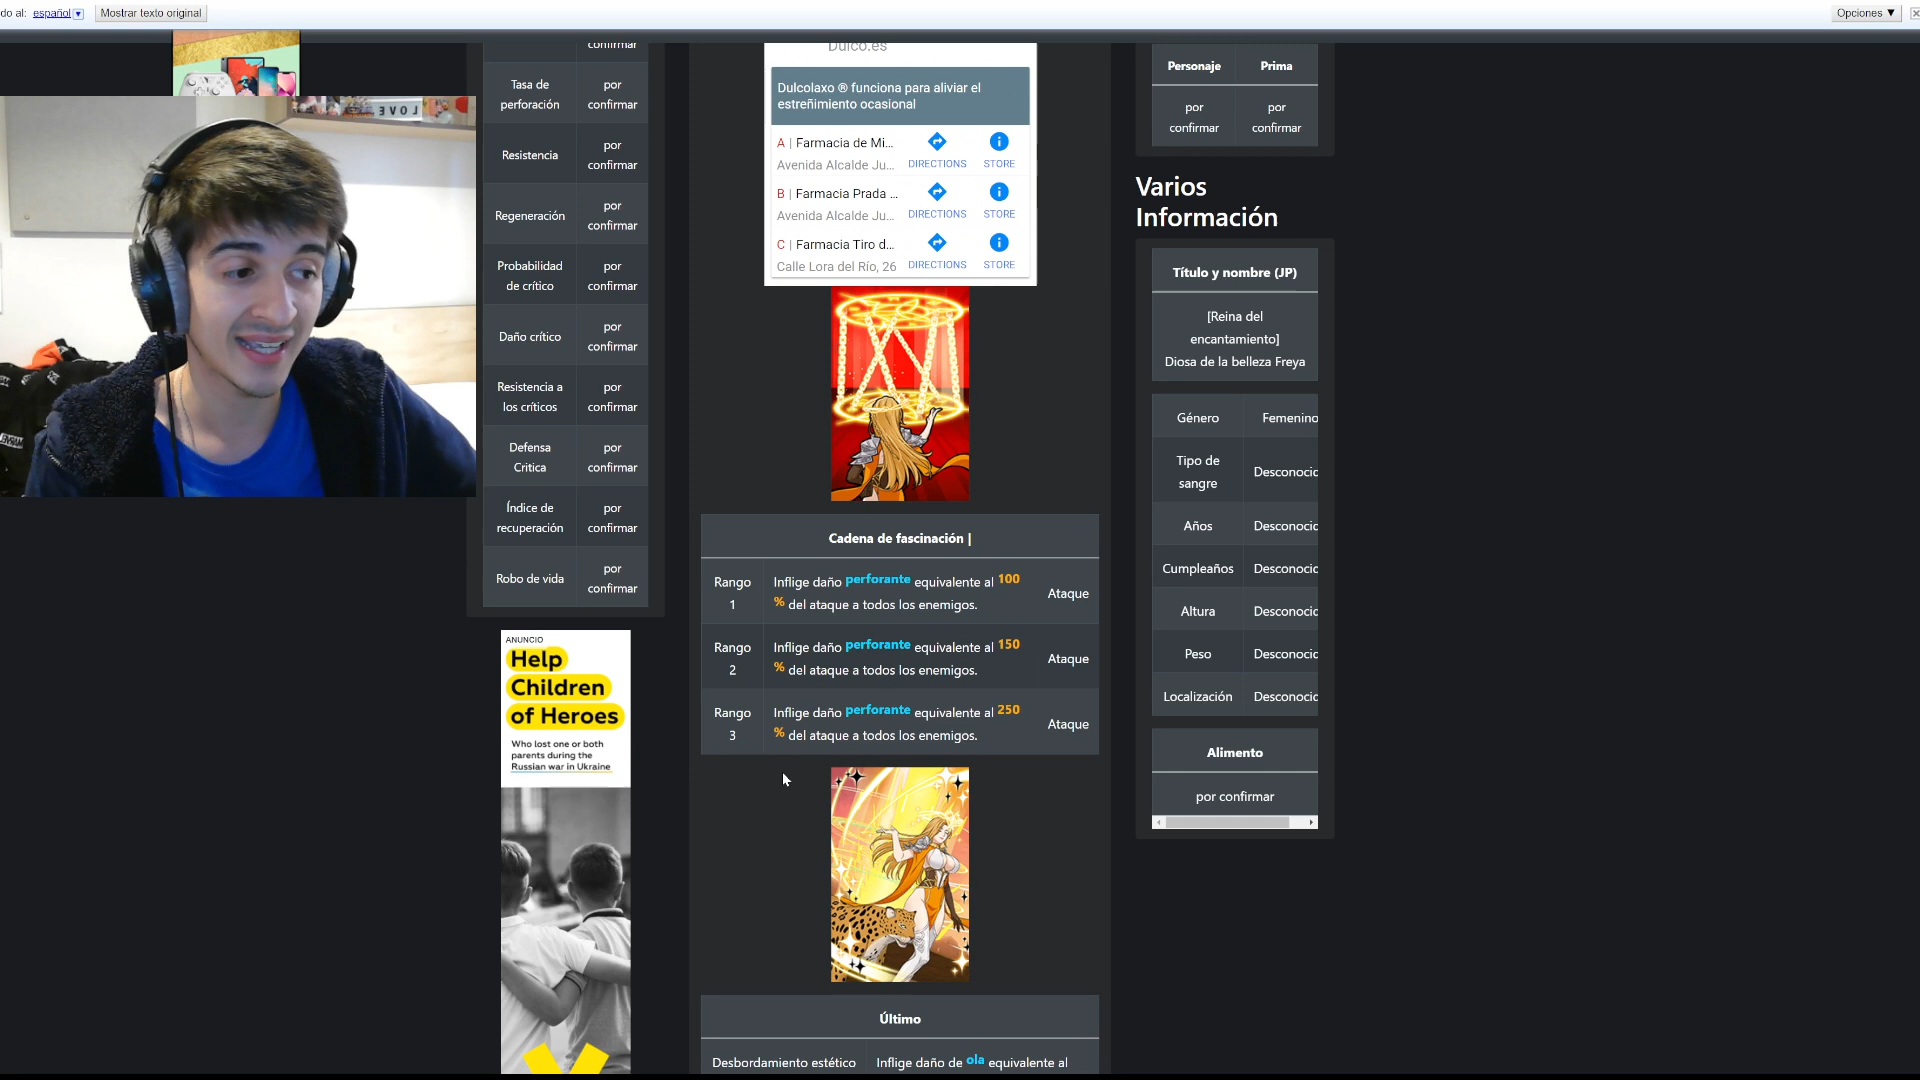 do al: español
Mostrar texto original
Opciones ▼
LOVE
confirmar
Tasa de
perforación
por
confirmar
Resistencia
por
confirmar
Regeneración
por
confirmar
Probabilidad
de crítico
por
confirmar
Daño crítico
por
confirmar
Resistencia a
los críticos
por
confirmar
Defensa
Critica
por
confirmar
Índice de
recuperación
por
confirmar
Robo de vida
por
confirmar
ANUNCIO
Help
Children
of Heroes
Who lost one or both
parents during the
Russian war in Ukraine
Dulco.es
Dulcolaxo ® funciona para aliviar el
estreñimiento ocasional
A | Farmacia de Mi...
Avenida Alcalde Ju...
DIRECTIONS
STORE
B | Farmacia Prada ...
Avenida Alcalde Ju...
DIRECTIONS
STORE
C | Farmacia Tiro d...
Calle Lora del Río, 26
DIRECTIONS
STORE
Cadena de fascinación |
Rango
1
Inflige daño perforante equivalente al 100
% del ataque a todos los enemigos.
Ataque
Rango
2
Inflige daño perforante equivalente al 150
% del ataque a todos los enemigos.
Ataque
Rango
3
Inflige daño perforante equivalente al 250
% del ataque a todos los enemigos.
Ataque
Último
Desbordamiento estético
Inflige daño de ola equivalente al
Personaje
Prima
por
confirmar
por
confirmar
Varios
Información
Título y nombre (JP)
[Reina del
encantamiento]
Diosa de la belleza Freya
Género
Femenino
Tipo de
sangre
Desconocid
Años
Desconocid
Cumpleaños
Desconocid
Altura
Desconocid
Peso
Desconocid
Localización
Desconocid
Alimento
por confirmar